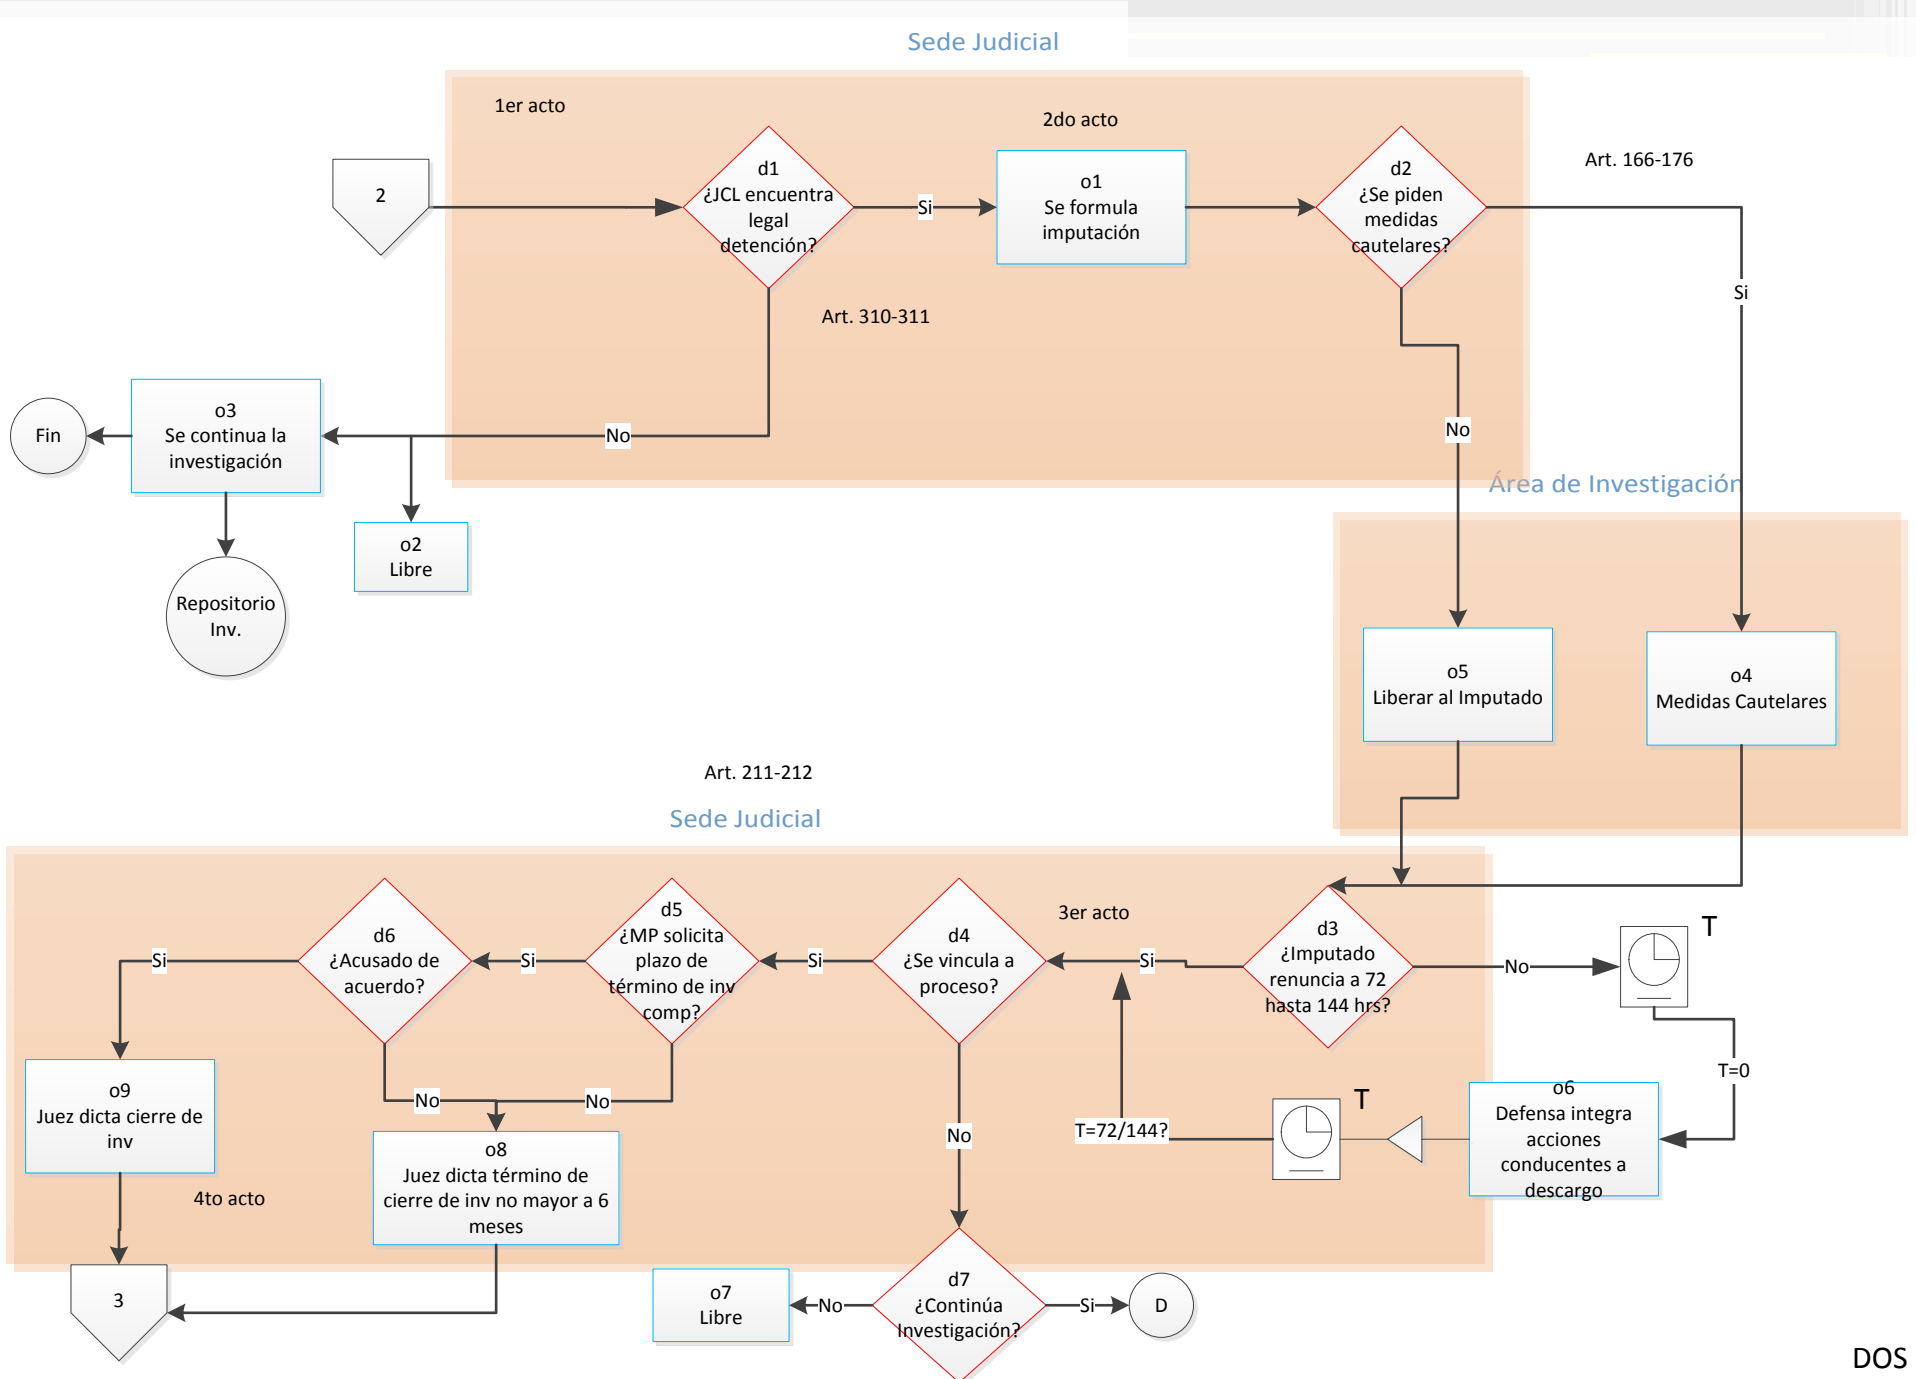 Sede Judicial
1er acto
2do acto
Art. 166-176
2
d1
¿JCL encuentra
legal
detención?
Si
o1
Se formula
imputación
d2
¿Se piden
medidas
cautelares?
Si
Art. 310-311
No
No
Fin
o3
Se continua la
investigación
o2
Libre
Repositorio
Inv.
Área de Investigación
o5
Liberar al Imputado
o4
Medidas Cautelares
Art. 211-212
Sede Judicial
3er acto
d6
¿Acusado de
acuerdo?
d5
¿MP solicita
plazo de
término de inv
comp?
d4
¿Se vincula a
proceso?
d3
¿Imputado
renuncia a 72
hasta 144 hrs?
T
Si
Si
Si
Si
No
T=0
o9
Juez dicta cierre de
inv
No
No
No
T=72/144?
T
o6
Defensa integra
acciones
conducentes a
descargo
o8
Juez dicta término de
cierre de inv no mayor a 6
meses
4to acto
3
o7
Libre
No
d7
¿Continúa
Investigación?
Si
D
DOS